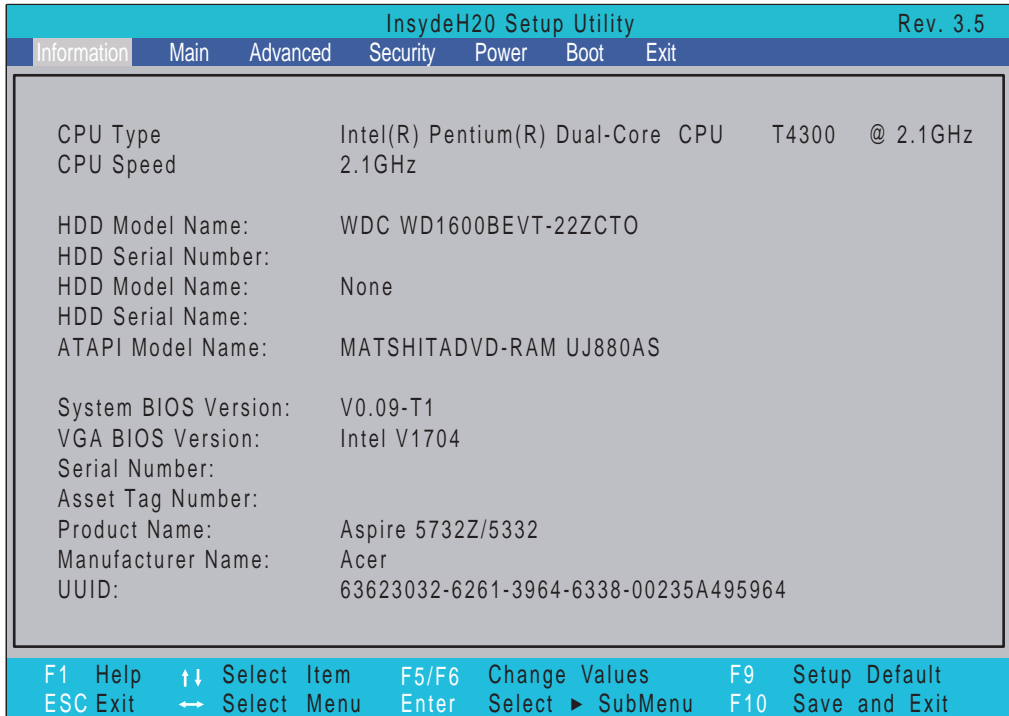 InsydeH20 Setup Utility Rev. 3.5
Information Main Advanced Security Power Boot Exit
CPU Type Intel(R) Pentium(R) Dual-Core CPU T4300 @ 2.1GHz
CPU Speed 2.1GHz
HDD Model Name: WDC WD1600BEVT-22ZCTO
HDD Serial Number:
HDD Model Name: None
HDD Serial Name:
ATAPI Model Name: MATSHITADVD-RAM UJ880AS
System BIOS Version: V0.09-T1
VGA BIOS Version: Intel V1704
Serial Number:
Asset Tag Number:
Product Name: Aspire 5732Z/5332
Manufacturer Name: Acer
UUID: 63623032-6261-3964-6338-00235A495964
F1 Help ↑↓ Select Item F5/F6 Change Values F9 Setup Default
ESC Exit ↔ Select Menu Enter Select ► SubMenu F10 Save and Exit